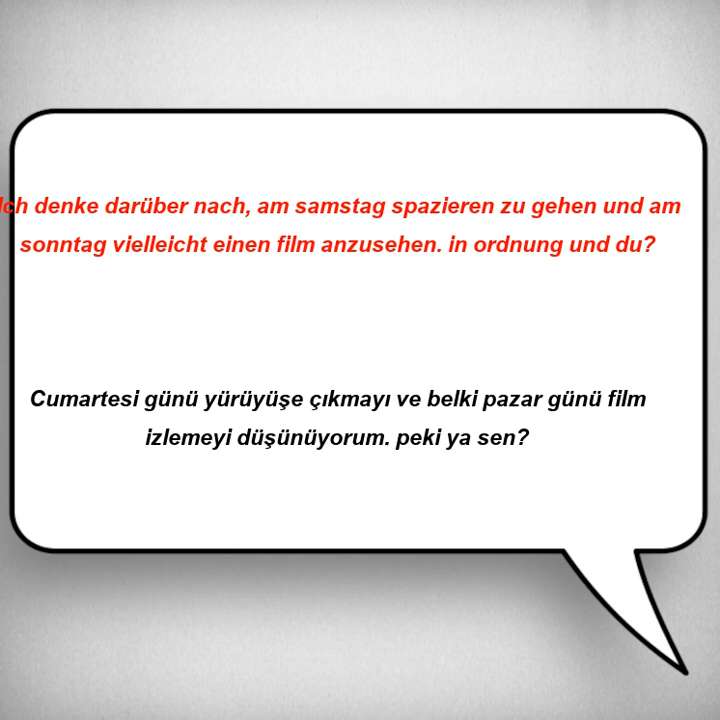 Ich denke darüber nach, am samstag spazieren zu gehen und am
sonntag vielleicht einen film anzusehen. in ordnung und du?
Cumartesi günü yürüyüşe çıkmayı ve belki pazar günü film
izlemeyi düşünüyorum. peki ya sen?